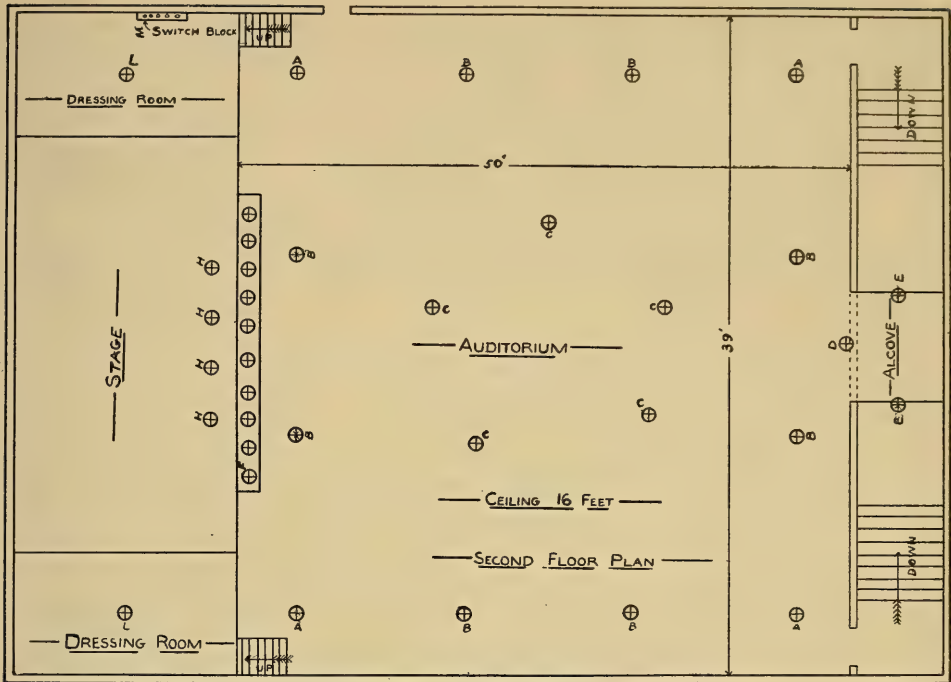 M
SWITCH BLOCK
UP
L
A
B
B
A
DRESSING ROOM
DOWN
50'
C
B
B
E
H
H
C
C
H
H
STAGE
AUDITORIUM
39'
D
ALCOVE
C
C
B
B
E
F
CEILING 16 FEET
SECOND FLOOR PLAN
DOWN
L
A
B
B
A
DRESSING ROOM
UP